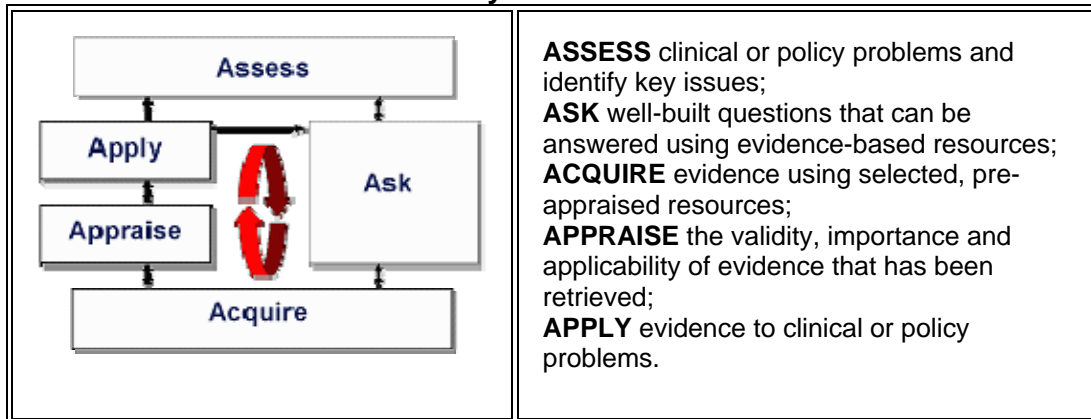 Assess
Apply
Ask
Appraise
Acquire
ASSESS clinical or policy problems and
identify key issues;
ASK well-built questions that can be
answered using evidence-based resources;
ACQUIRE evidence using selected, pre-
appraised resources;
APPRAISE the validity, importance and
applicability of evidence that has been
retrieved;
APPLY evidence to clinical or policy
problems.